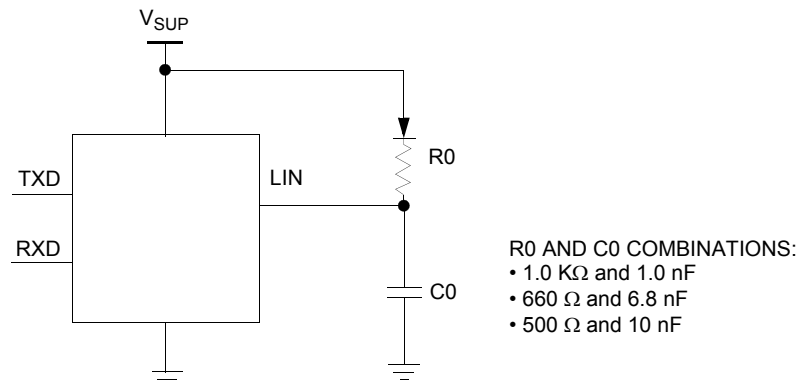 VSUP
R0
TXD
LIN
RXD
R0 AND C0 COMBINATIONS:
• 1.0 KΩ and 1.0 nF
C0
• 660 Ω and 6.8 nF
• 500 Ω and 10 nF